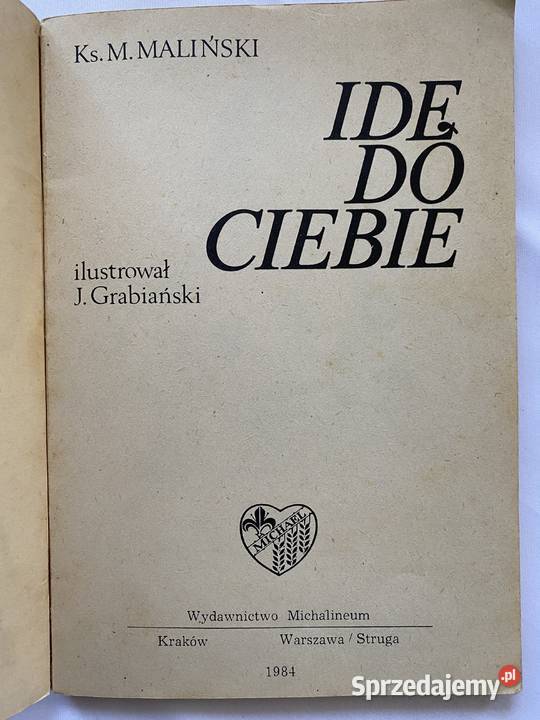 Ks. M. MALIŃSKI
IDĘ
DO
CIEBIE
ilustrował
J. Grabiański
MICHAEL
Wydawnictwo Michalineum
Kraków Warszawa / Struga
1984
Sprzedajemy.pl